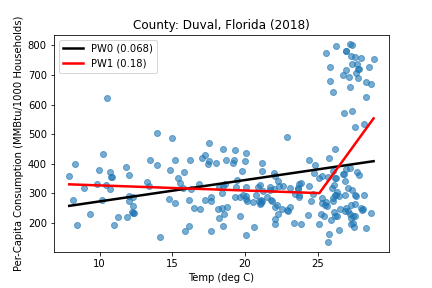 County: Duval, Florida (2018)
PW0 (0.068)
PW1 (0.18)
Per-Capita Consumption (MMBtu/1000 Households)
800
700
600
500
400
300
200
10 15 20 25
Temp (deg C)